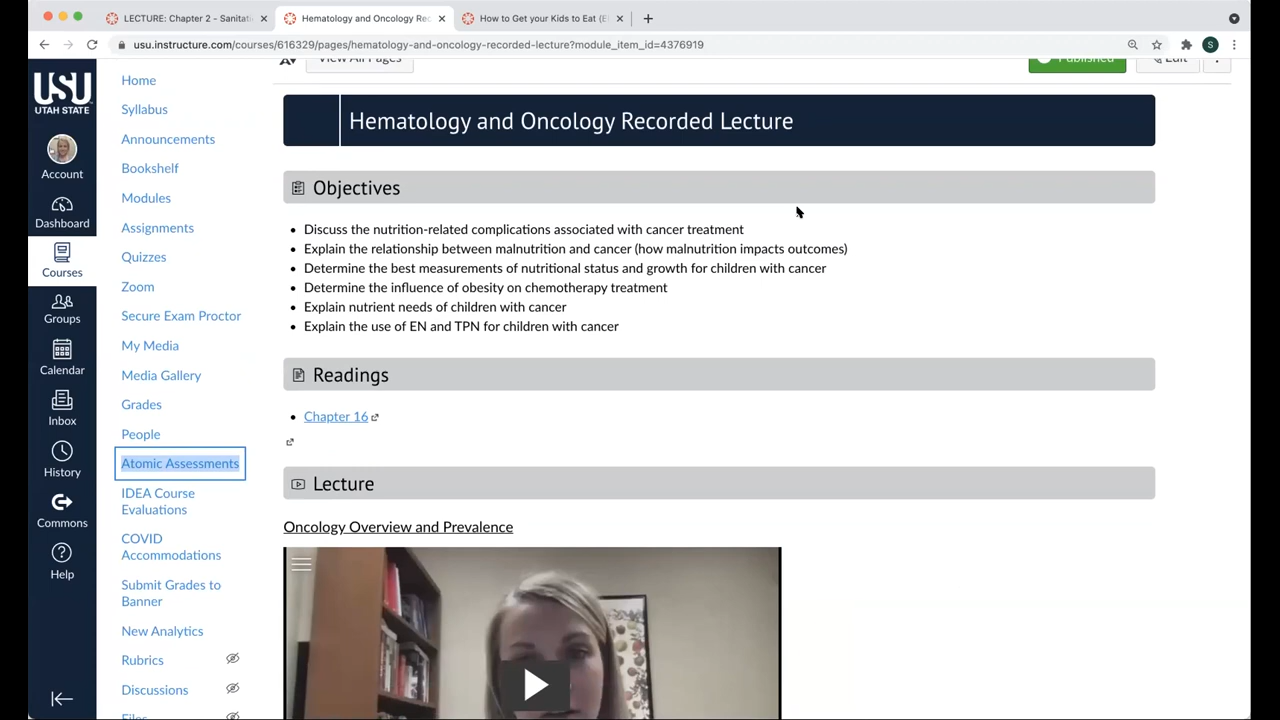 LECTURE: Chapter 2 - Sanitati
Hematology and Oncology Rec
How to Get your Kids to Eat (E
usu.instructure.com/courses/616329/pages/hematology-and-oncology-recorded-lecture?module_item_id=4376919
S
View All Pages
Published
Edit
USU
UTAH STATE
Account
Dashboard
Courses
Groups
Calendar
Inbox
History
Commons
Help
Home
Syllabus
Announcements
Bookshelf
Modules
Assignments
Quizzes
Zoom
Secure Exam Proctor
My Media
Media Gallery
Grades
People
Atomic Assessments
IDEA Course
Evaluations
COVID
Accommodations
Submit Grades to
Banner
New Analytics
Rubrics
Discussions
Files
Hematology and Oncology Recorded Lecture
Objectives
• Discuss the nutrition-related complications associated with cancer treatment
• Explain the relationship between malnutrition and cancer (how malnutrition impacts outcomes)
• Determine the best measurements of nutritional status and growth for children with cancer
• Determine the influence of obesity on chemotherapy treatment
• Explain nutrient needs of children with cancer
• Explain the use of EN and TPN for children with cancer
Readings
• Chapter 16
Lecture
Oncology Overview and Prevalence